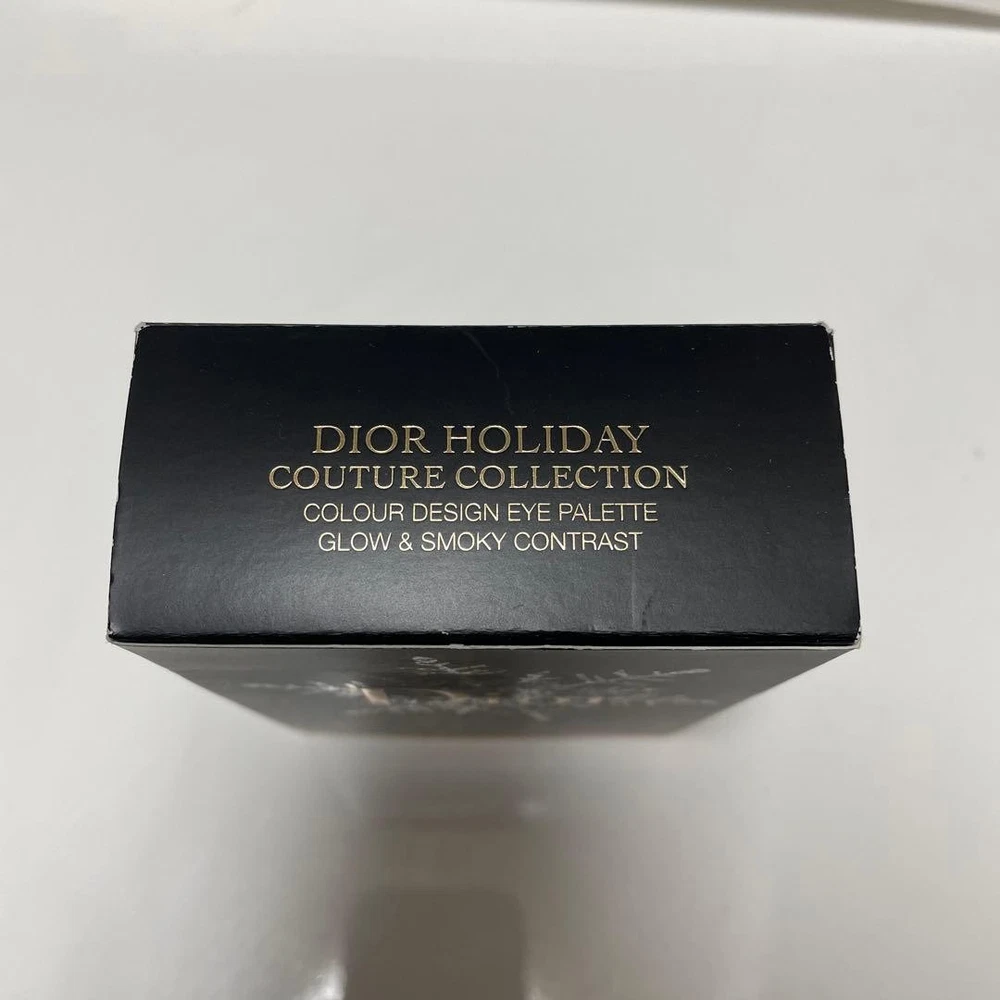 DIOR HOLIDAY
COUTURE COLLECTION
COLOUR DESIGN EYE PALETTE
GLOW & SMOKY CONTRAST